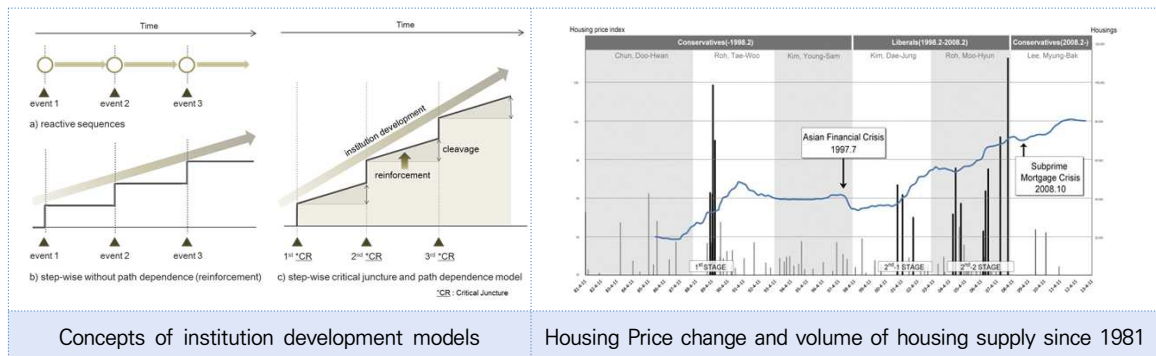 Time
event 1 event 2 event 3
a) reactive sequences
event 1 event 2 event 3
b) step-wise without path dependence (reinforcement)
Time
institution development
cleavage
reinforcement
1st *CR 2nd *CR 3rd *CR
c) step-wise critical juncture and path dependence model
*CR : Critical Juncture
Housing price index Housings
Conservatives(-1998.2) Liberals(1998.2-2008.2) Conservatives(2008.2-)
Chun, Doo-Hwan Roh, Tae-Woo Kim, Young-Sam Kim, Dae-Jung Roh, Moo-Hyun Lee, Myung-Bak
Asian Financial Crisis
1997.7
Subprime
Mortgage Crisis
2008.10
1st STAGE 2nd-1 STAGE 2nd-2 STAGE
Concepts of institution development models
Housing Price change and volume of housing supply since 1981